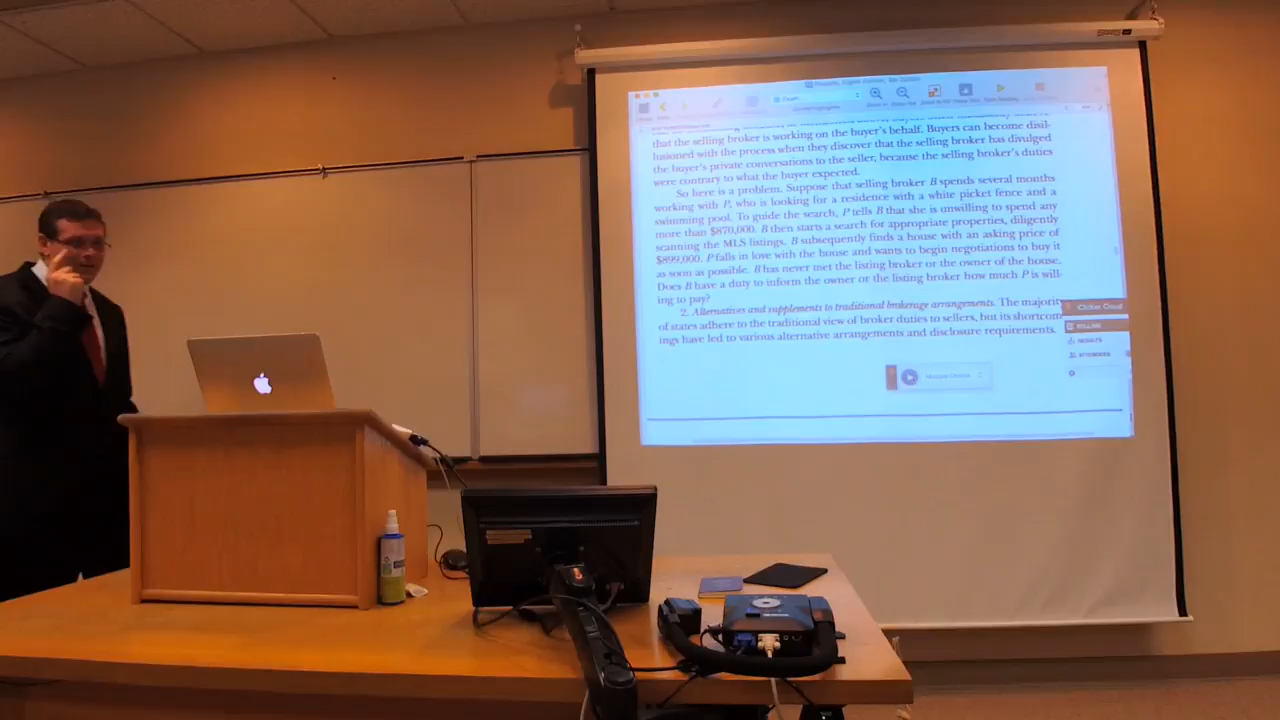 that the selling broker is working on the buyer's behalf. Buyers can become disil-
lusioned with the process when they discover that the selling broker has divulged
the buyer's private conversations to the seller, because the selling broker's duties
were contrary to what the buyer expected.
So here is a problem. Suppose that selling broker B spends several months
working with P, who is looking for a residence with a white picket fence and a
swimming pool. To guide the search, P tells B that she is unwilling to spend any
more than $870,000. B then starts a search for appropriate properties, diligently
scanning the MLS listings. B subsequently finds a house with an asking price of
$899,000. P falls in love with the house and wants to begin negotiations to buy it
as soon as possible. B has never met the listing broker or the owner of the house.
Does B have a duty to inform the owner or the listing broker how much P is will-
ing to pay?
2. Alternatives and supplements to traditional brokerage arrangements. The majority
of states adhere to the traditional view of broker duties to sellers, but its shortcom
ings have led to various alternative arrangements and disclosure requirements.
iClicker Cloud
POLLING
RESULTS
ATTENDEES
Multiple Choice